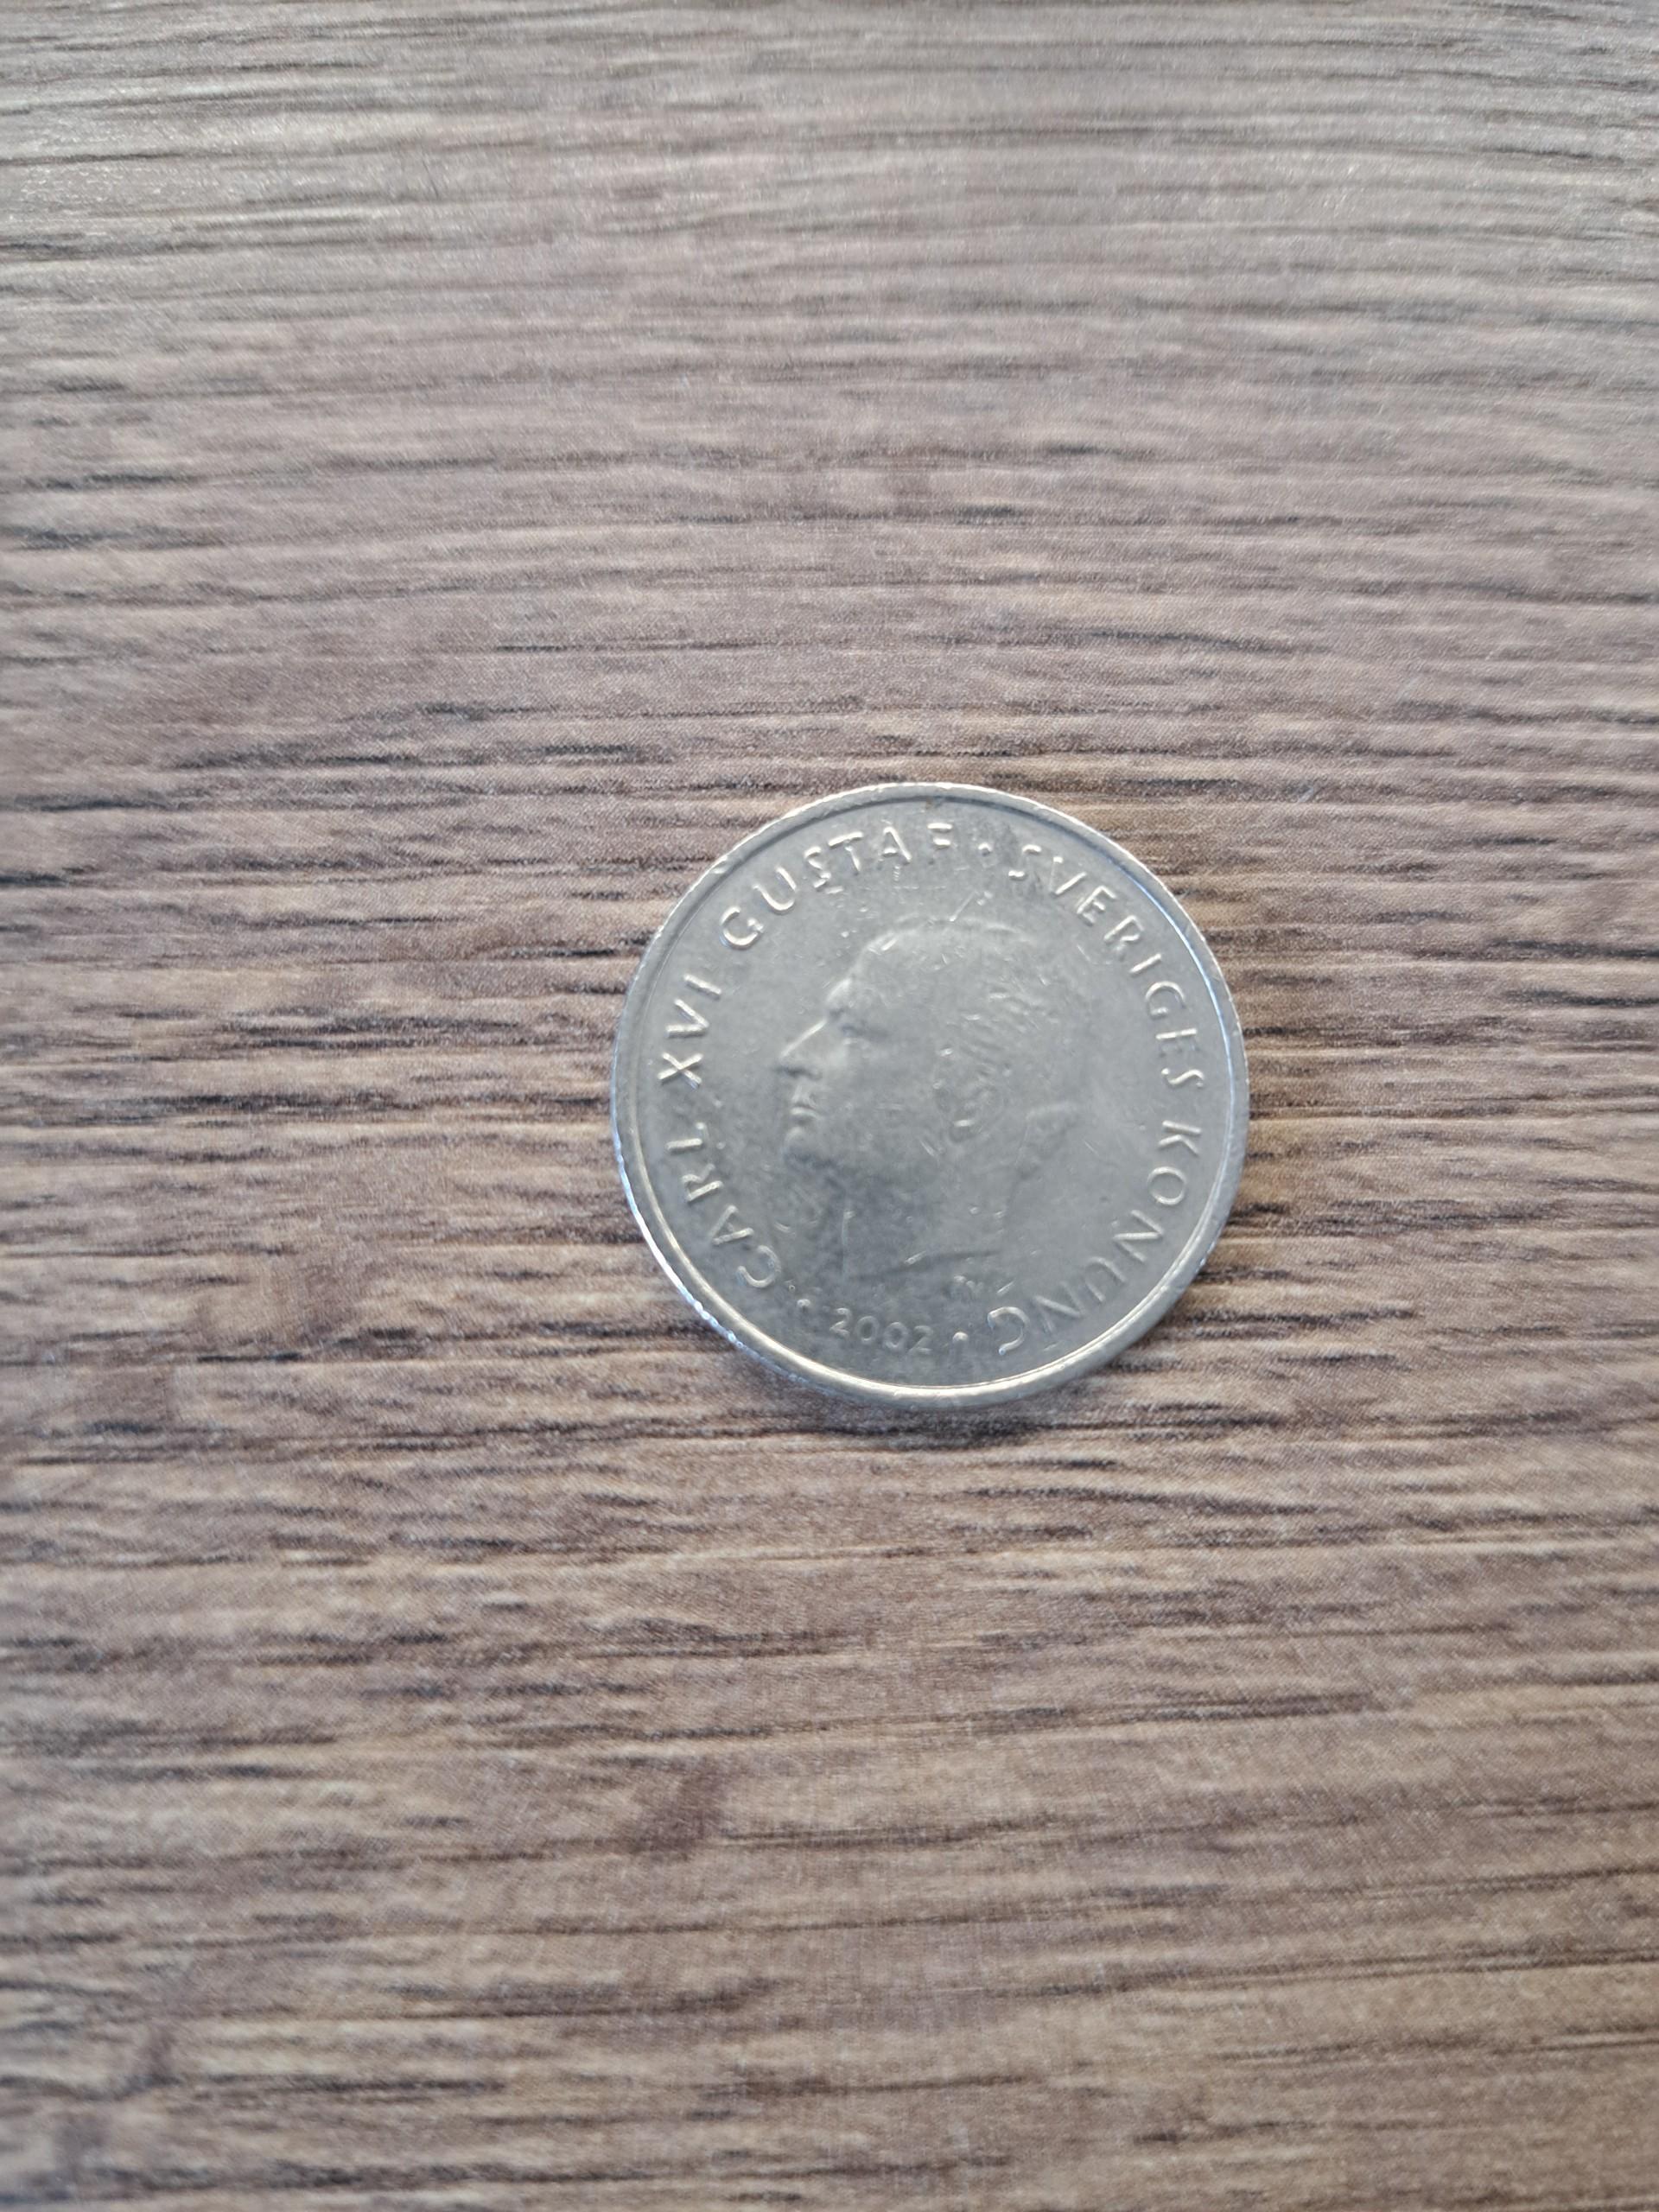 CARL XVI GUSTAF · SVERIGES KONUNG
· 2002 ·